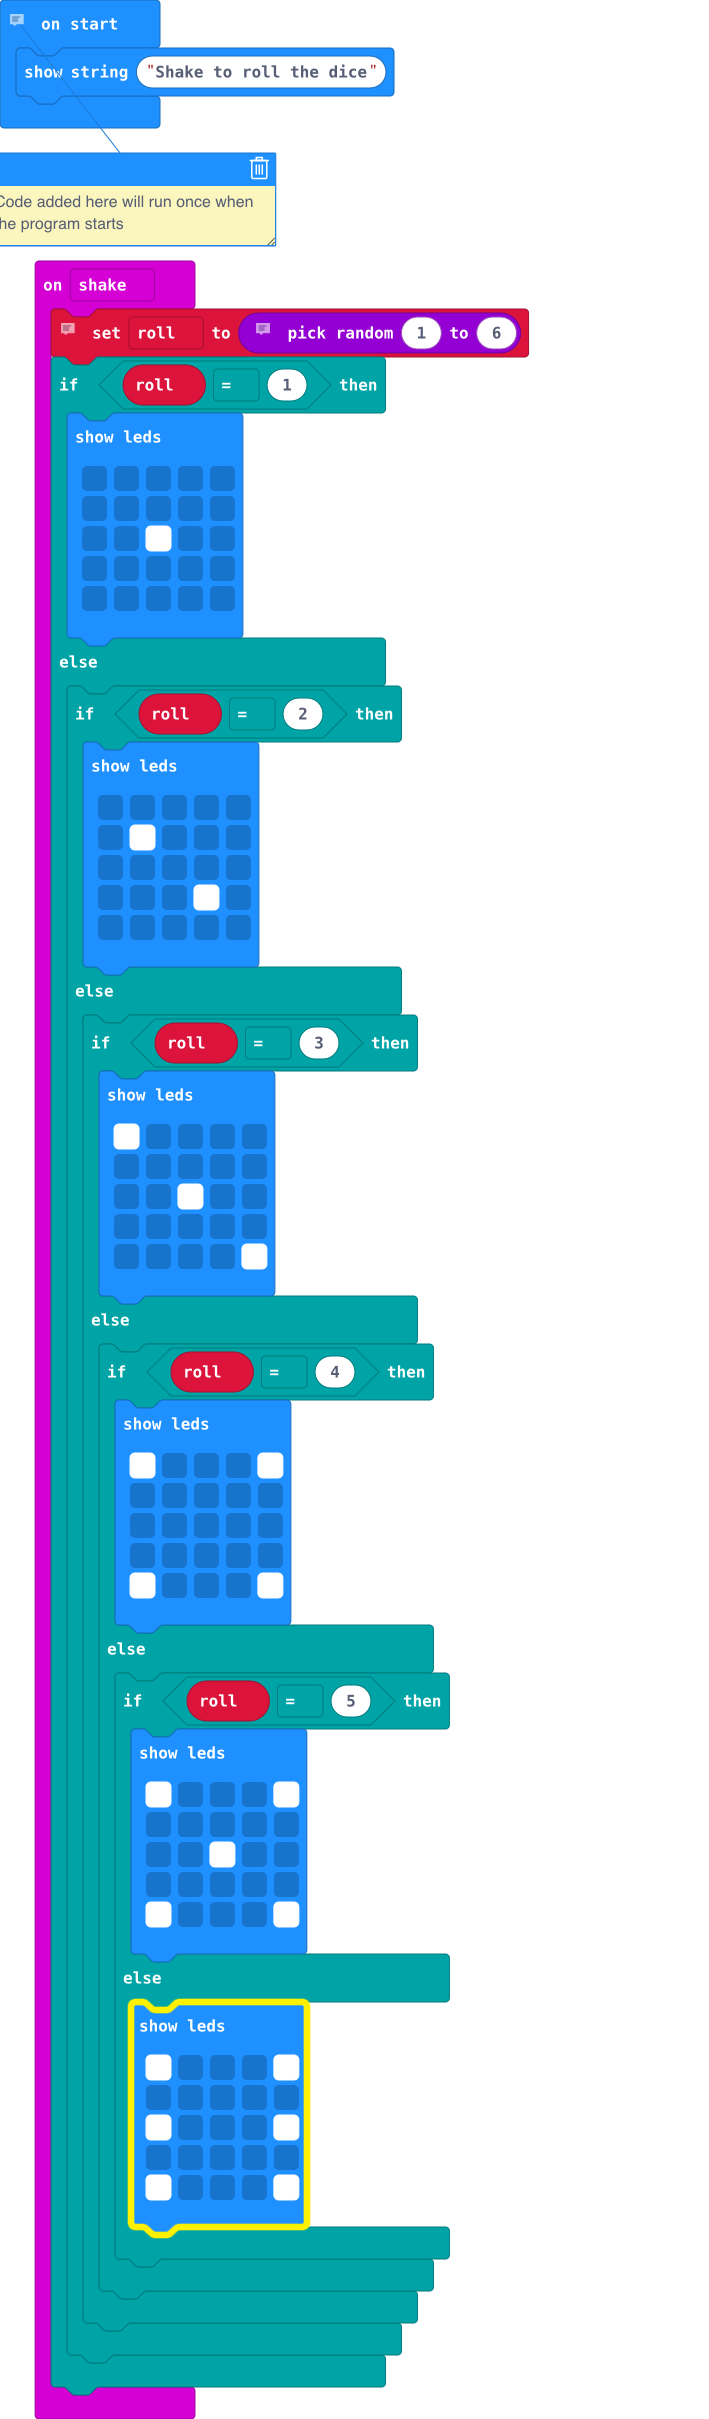 on start
show string "Shake to roll the dice"
Code added here will run once when
the program starts
on shake
set roll to pick random 1 to 6
if roll = 1 then
show leds
else
if roll = 2 then
show leds
else
if roll = 3 then
show leds
else
if roll = 4 then
show leds
else
if roll = 5 then
show leds
else
show leds